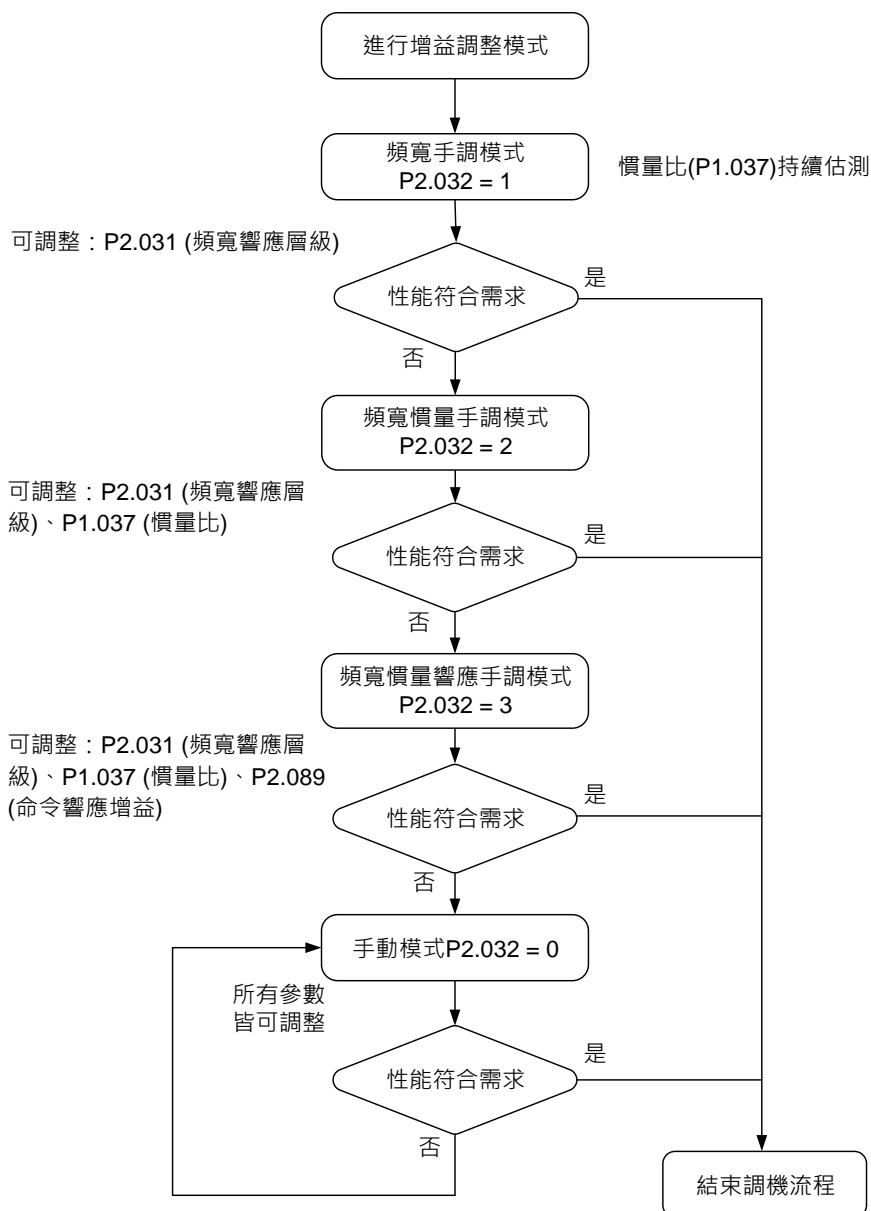 進行增益調整模式
頻寬手調模式
P2.032 = 1
慣量比(P1.037)持續估測
可調整：P2.031 (頻寬響應層級)
性能符合需求
是
否
頻寬慣量手調模式
P2.032 = 2
可調整：P2.031 (頻寬響應層
級)、P1.037 (慣量比)
性能符合需求
是
否
頻寬慣量響應手調模式
P2.032 = 3
可調整：P2.031 (頻寬響應層
級)、P1.037 (慣量比)、P2.089
(命令響應增益)
性能符合需求
是
否
手動模式P2.032 = 0
所有參數
皆可調整
性能符合需求
是
否
結束調機流程